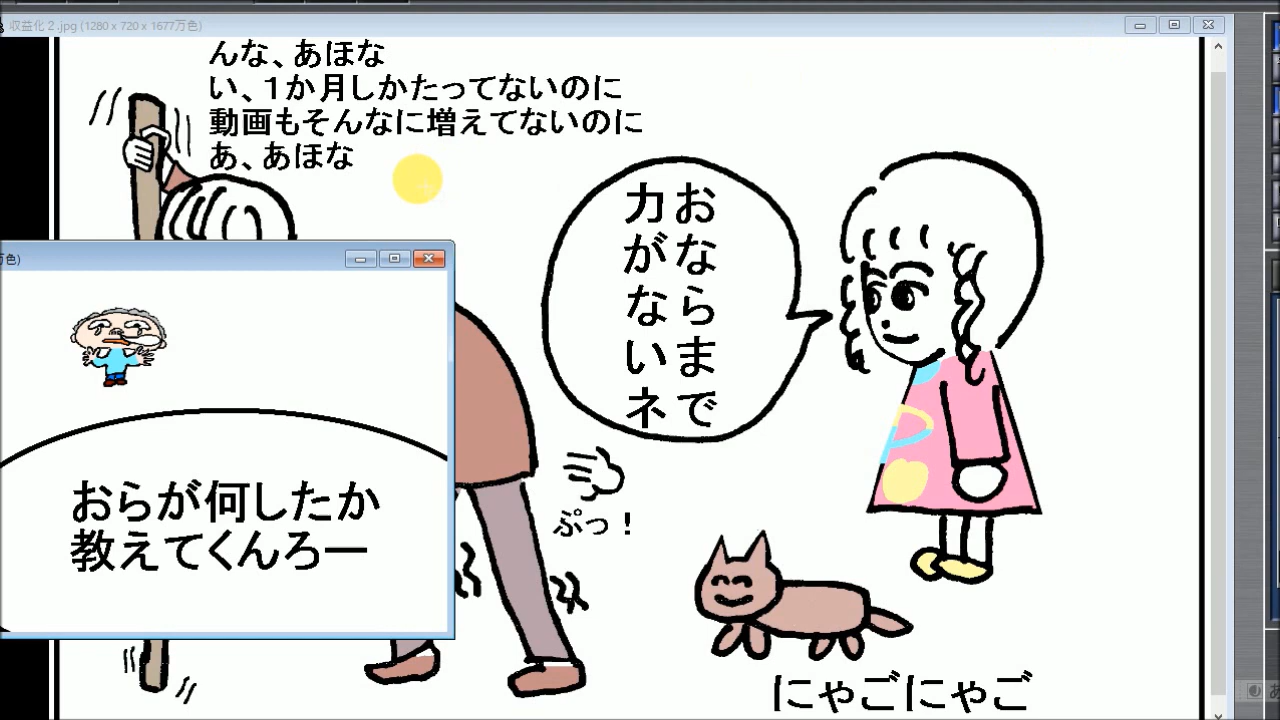 収益化２.jpg (1280 x 720 x 1677万色)
んな、あほな
い、１か月しかたってないのに
動画もそんなに増えてないのに
あ、あほな
おならまで
力がないネ
万色)
おらが何したか
教えてくんろー
ぷっ！
にゃごにゃご